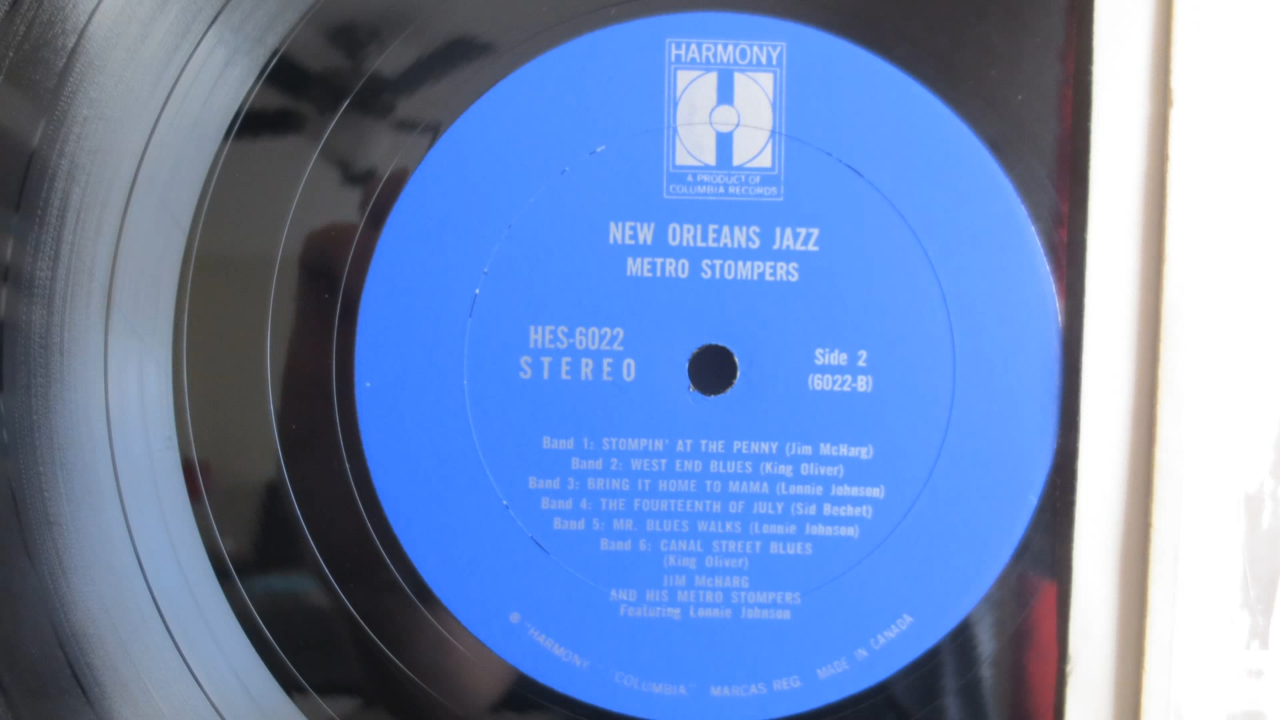 HARMONY
A PRODUCT OF
COLUMBIA RECORDS
NEW ORLEANS JAZZ
METRO STOMPERS
HES-6022
STEREO
Side 2
(6022-B)
Band 1: STOMPIN' AT THE PENNY (Jim McHarg)
Band 2: WEST END BLUES (King Oliver)
Band 3: BRING IT HOME TO MAMA (Lonnie Johnson)
Band 4: THE FOURTEENTH OF JULY (Sid Bechet)
Band 5: MR. BLUES WALKS (Lonnie Johnson)
Band 6: CANAL STREET BLUES
(King Oliver)
JIM McHARG
AND HIS METRO STOMPERS
Featuring Lonnie Johnson
® "HARMONY" "COLUMBIA" MARCAS REG. MADE IN CANADA